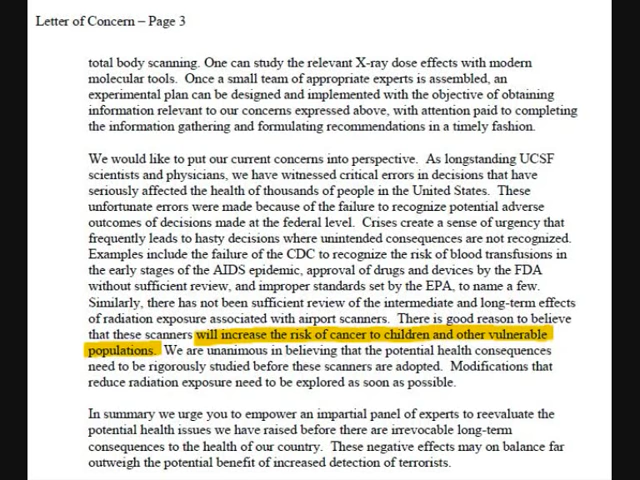 Letter of Concern – Page 3
total body scanning. One can study the relevant X-ray dose effects with modern
molecular tools. Once a small team of appropriate experts is assembled, an
experimental plan can be designed and implemented with the objective of obtaining
information relevant to our concerns expressed above, with attention paid to completing
the information gathering and formulating recommendations in a timely fashion.
We would like to put our current concerns into perspective. As longstanding UCSF
scientists and physicians, we have witnessed critical errors in decisions that have
seriously affected the health of thousands of people in the United States. These
unfortunate errors were made because of the failure to recognize potential adverse
outcomes of decisions made at the federal level. Crises create a sense of urgency that
frequently leads to hasty decisions where unintended consequences are not recognized.
Examples include the failure of the CDC to recognize the risk of blood transfusions in
the early stages of the AIDS epidemic, approval of drugs and devices by the FDA
without sufficient review, and improper standards set by the EPA, to name a few.
Similarly, there has not been sufficient review of the intermediate and long-term effects
of radiation exposure associated with airport scanners. There is good reason to believe
that these scanners will increase the risk of cancer to children and other vulnerable
populations. We are unanimous in believing that the potential health consequences
need to be rigorously studied before these scanners are adopted. Modifications that
reduce radiation exposure need to be explored as soon as possible.
In summary we urge you to empower an impartial panel of experts to reevaluate the
potential health issues we have raised before there are irrevocable long-term
consequences to the health of our country. These negative effects may on balance far
outweigh the potential benefit of increased detection of terrorists.